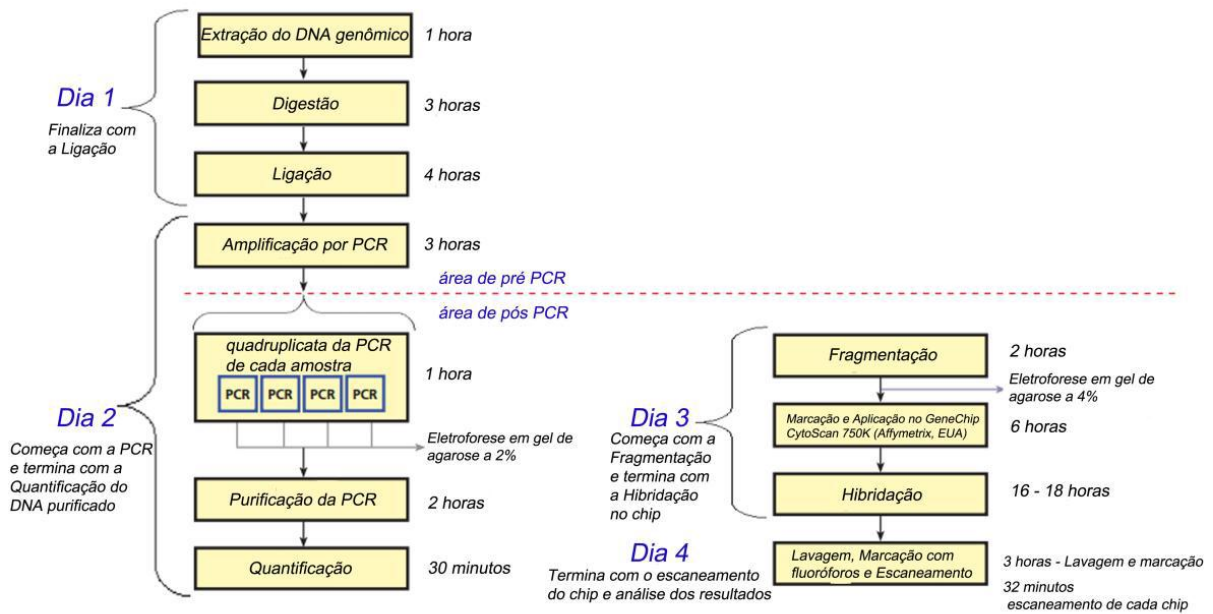 Extração do DNA genômico
1 hora
Dia 1
Finaliza com
a Ligação
Digestão
3 horas
Ligação
4 horas
Amplificação por PCR
3 horas
área de pré PCR
área de pós PCR
quadruplicata da PCR
de cada amostra
PCR PCR PCR PCR
1 hora
Dia 2
Começa com a PCR
e termina com a
Quantificação do
DNA purificado
Eletroforese em gel de
agarose a 2%
Purificação da PCR
2 horas
Quantificação
30 minutos
Fragmentação
2 horas
Eletroforese em gel de
agarose a 4%
Dia 3
Começa com a
Fragmentação
e termina com
a Hibridação
no chip
Marcação e Aplicação no GeneChip
CytoScan 750K (Affymetrix, EUA)
6 horas
Hibridação
16 - 18 horas
Dia 4
Termina com o escaneamento
do chip e análise dos resultados
Lavagem, Marcação com
fluoróforos e Escaneamento
3 horas - Lavagem e marcação
32 minutos
escaneamento de cada chip